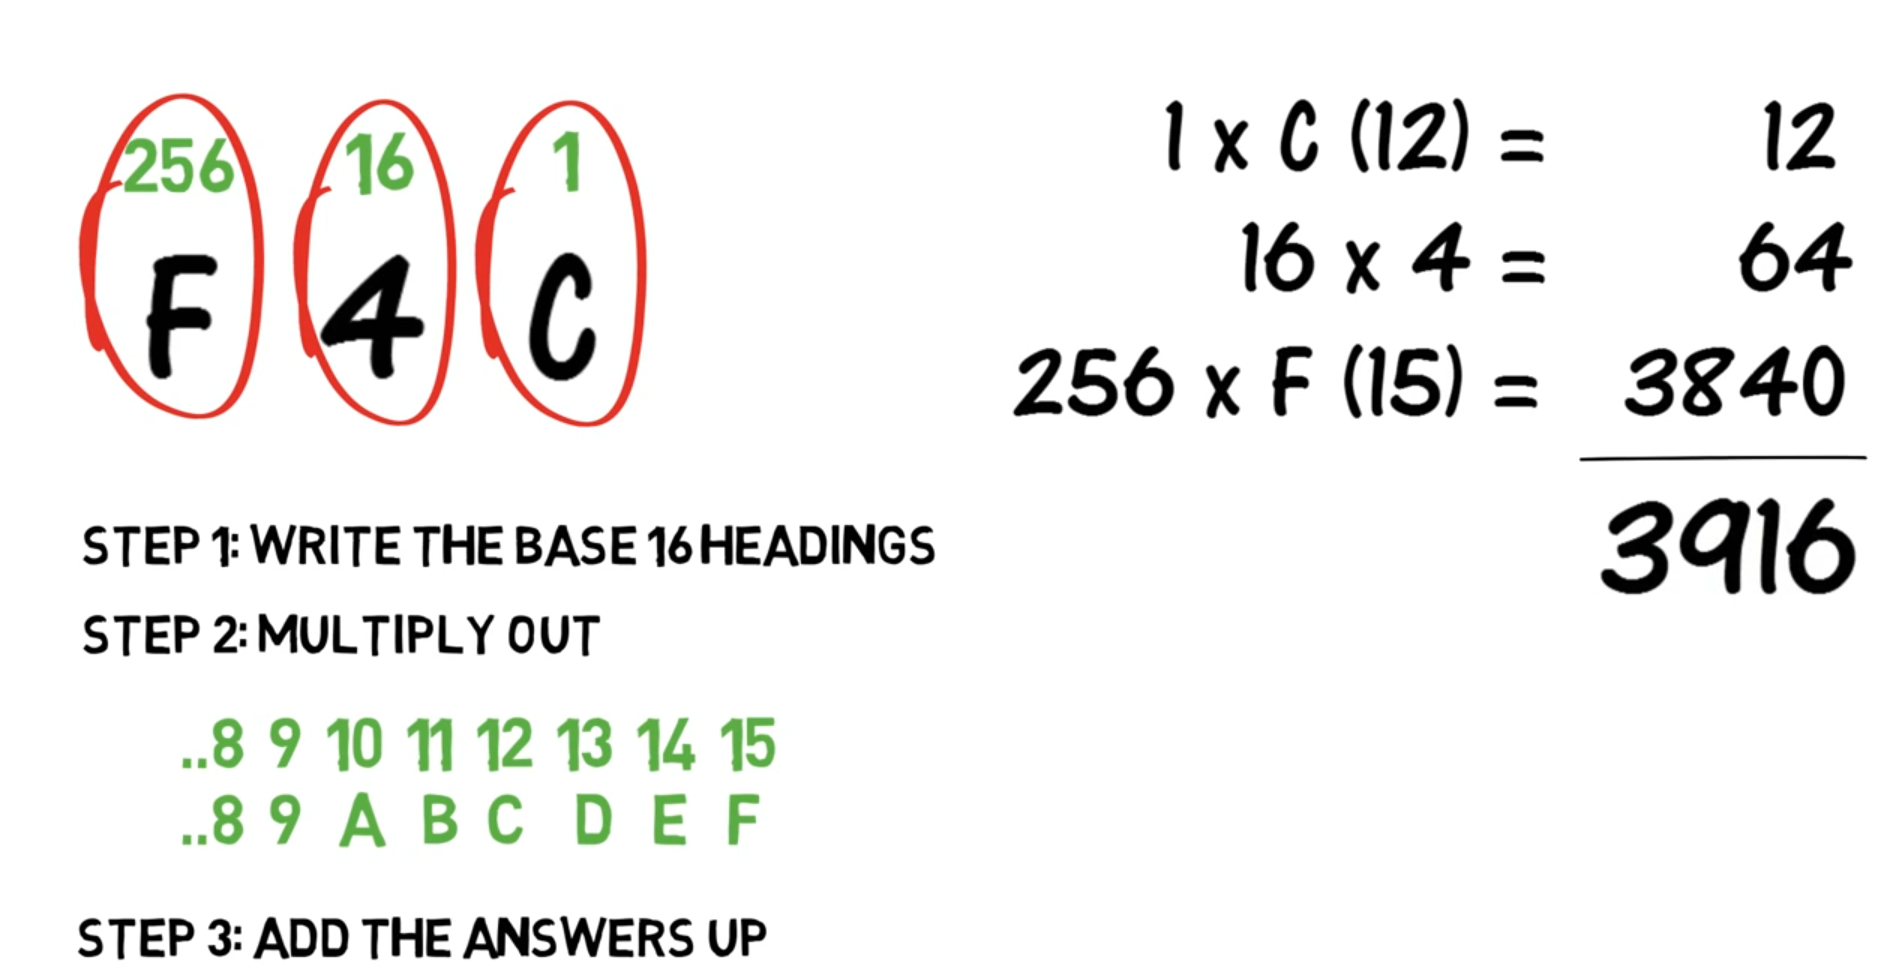 256 16 1
F 4 C
1 x C (12) = 12
16 x 4 = 64
256 x F (15) = 3840
3916
STEP 1: WRITE THE BASE 16 HEADINGS
STEP 2: MULTIPLY OUT
..8 9 10 11 12 13 14 15
..8 9 A B C D E F
STEP 3: ADD THE ANSWERS UP